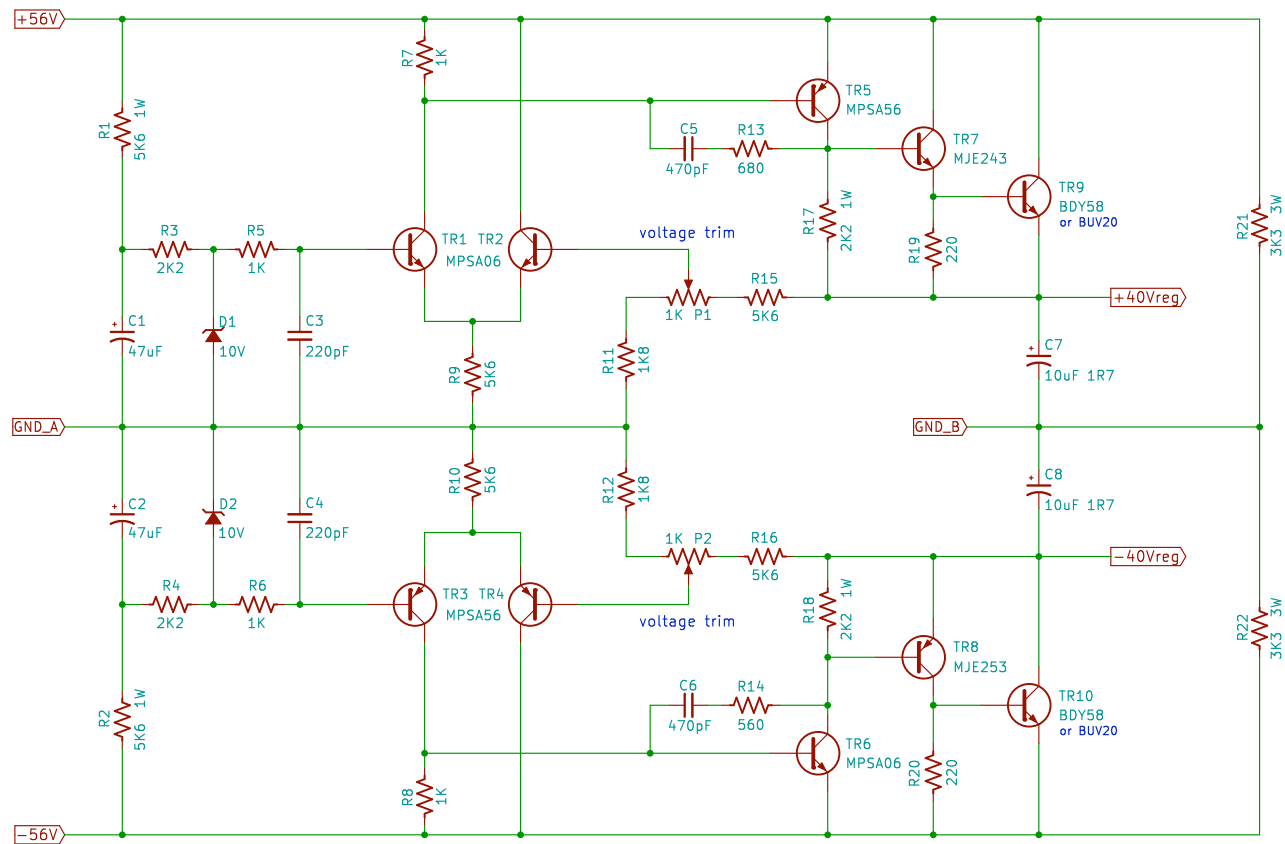 +56V
R1
5K6 1W
R3
2K2
R5
1K
C1
47uF
D1
10V
C3
220pF
R7
1K
TR1
TR2
MPSA06
R9
5K6
C5
470pF
R13
680
TR5
MPSA56
R17
2K2 1W
TR7
MJE243
R19
220
TR9
BDY58
or BUV20
voltage trim
1K P1
R15
5K6
R11
1K8
+40Vreg
C7
10uF 1R7
R21
3K3 3W
GND_A
GND_B
C2
47uF
D2
10V
C4
220pF
R4
2K2
R6
1K
R2
5K6 1W
R10
5K6
R12
1K8
TR3
TR4
MPSA56
1K P2
R16
5K6
voltage trim
C8
10uF 1R7
-40Vreg
R18
2K2 1W
TR8
MJE253
C6
470pF
R14
560
TR6
MPSA06
R20
220
TR10
BDY58
or BUV20
R22
3K3 3W
R8
1K
-56V